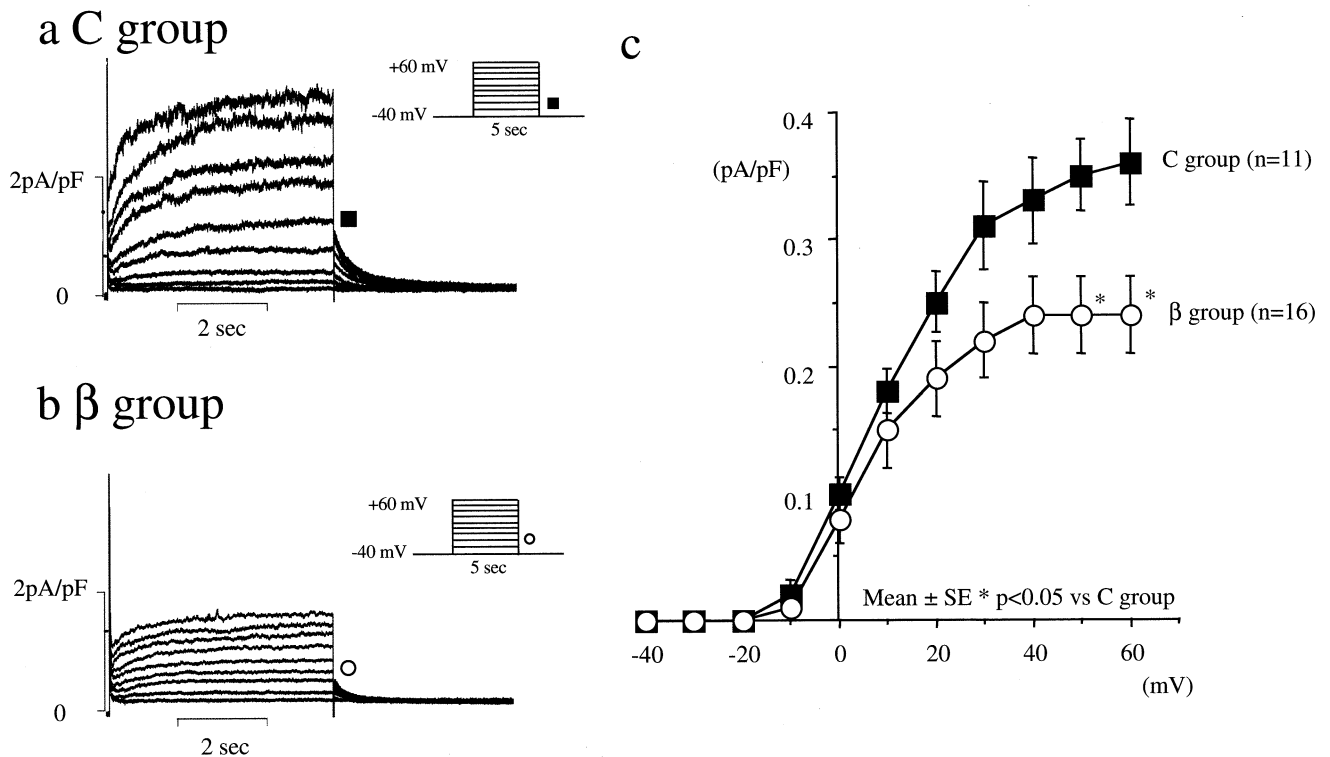 a C group
+60 mV
-40 mV
5 sec
2pA/pF
0
2 sec
b β group
+60 mV
-40 mV
5 sec
2pA/pF
0
2 sec
c
(pA/pF)
0.4
0.3
0.2
0.1
C group (n=11)
* *
β group (n=16)
Mean ± SE * p<0.05 vs C group
-40 -20 0 20 40 60
(mV)